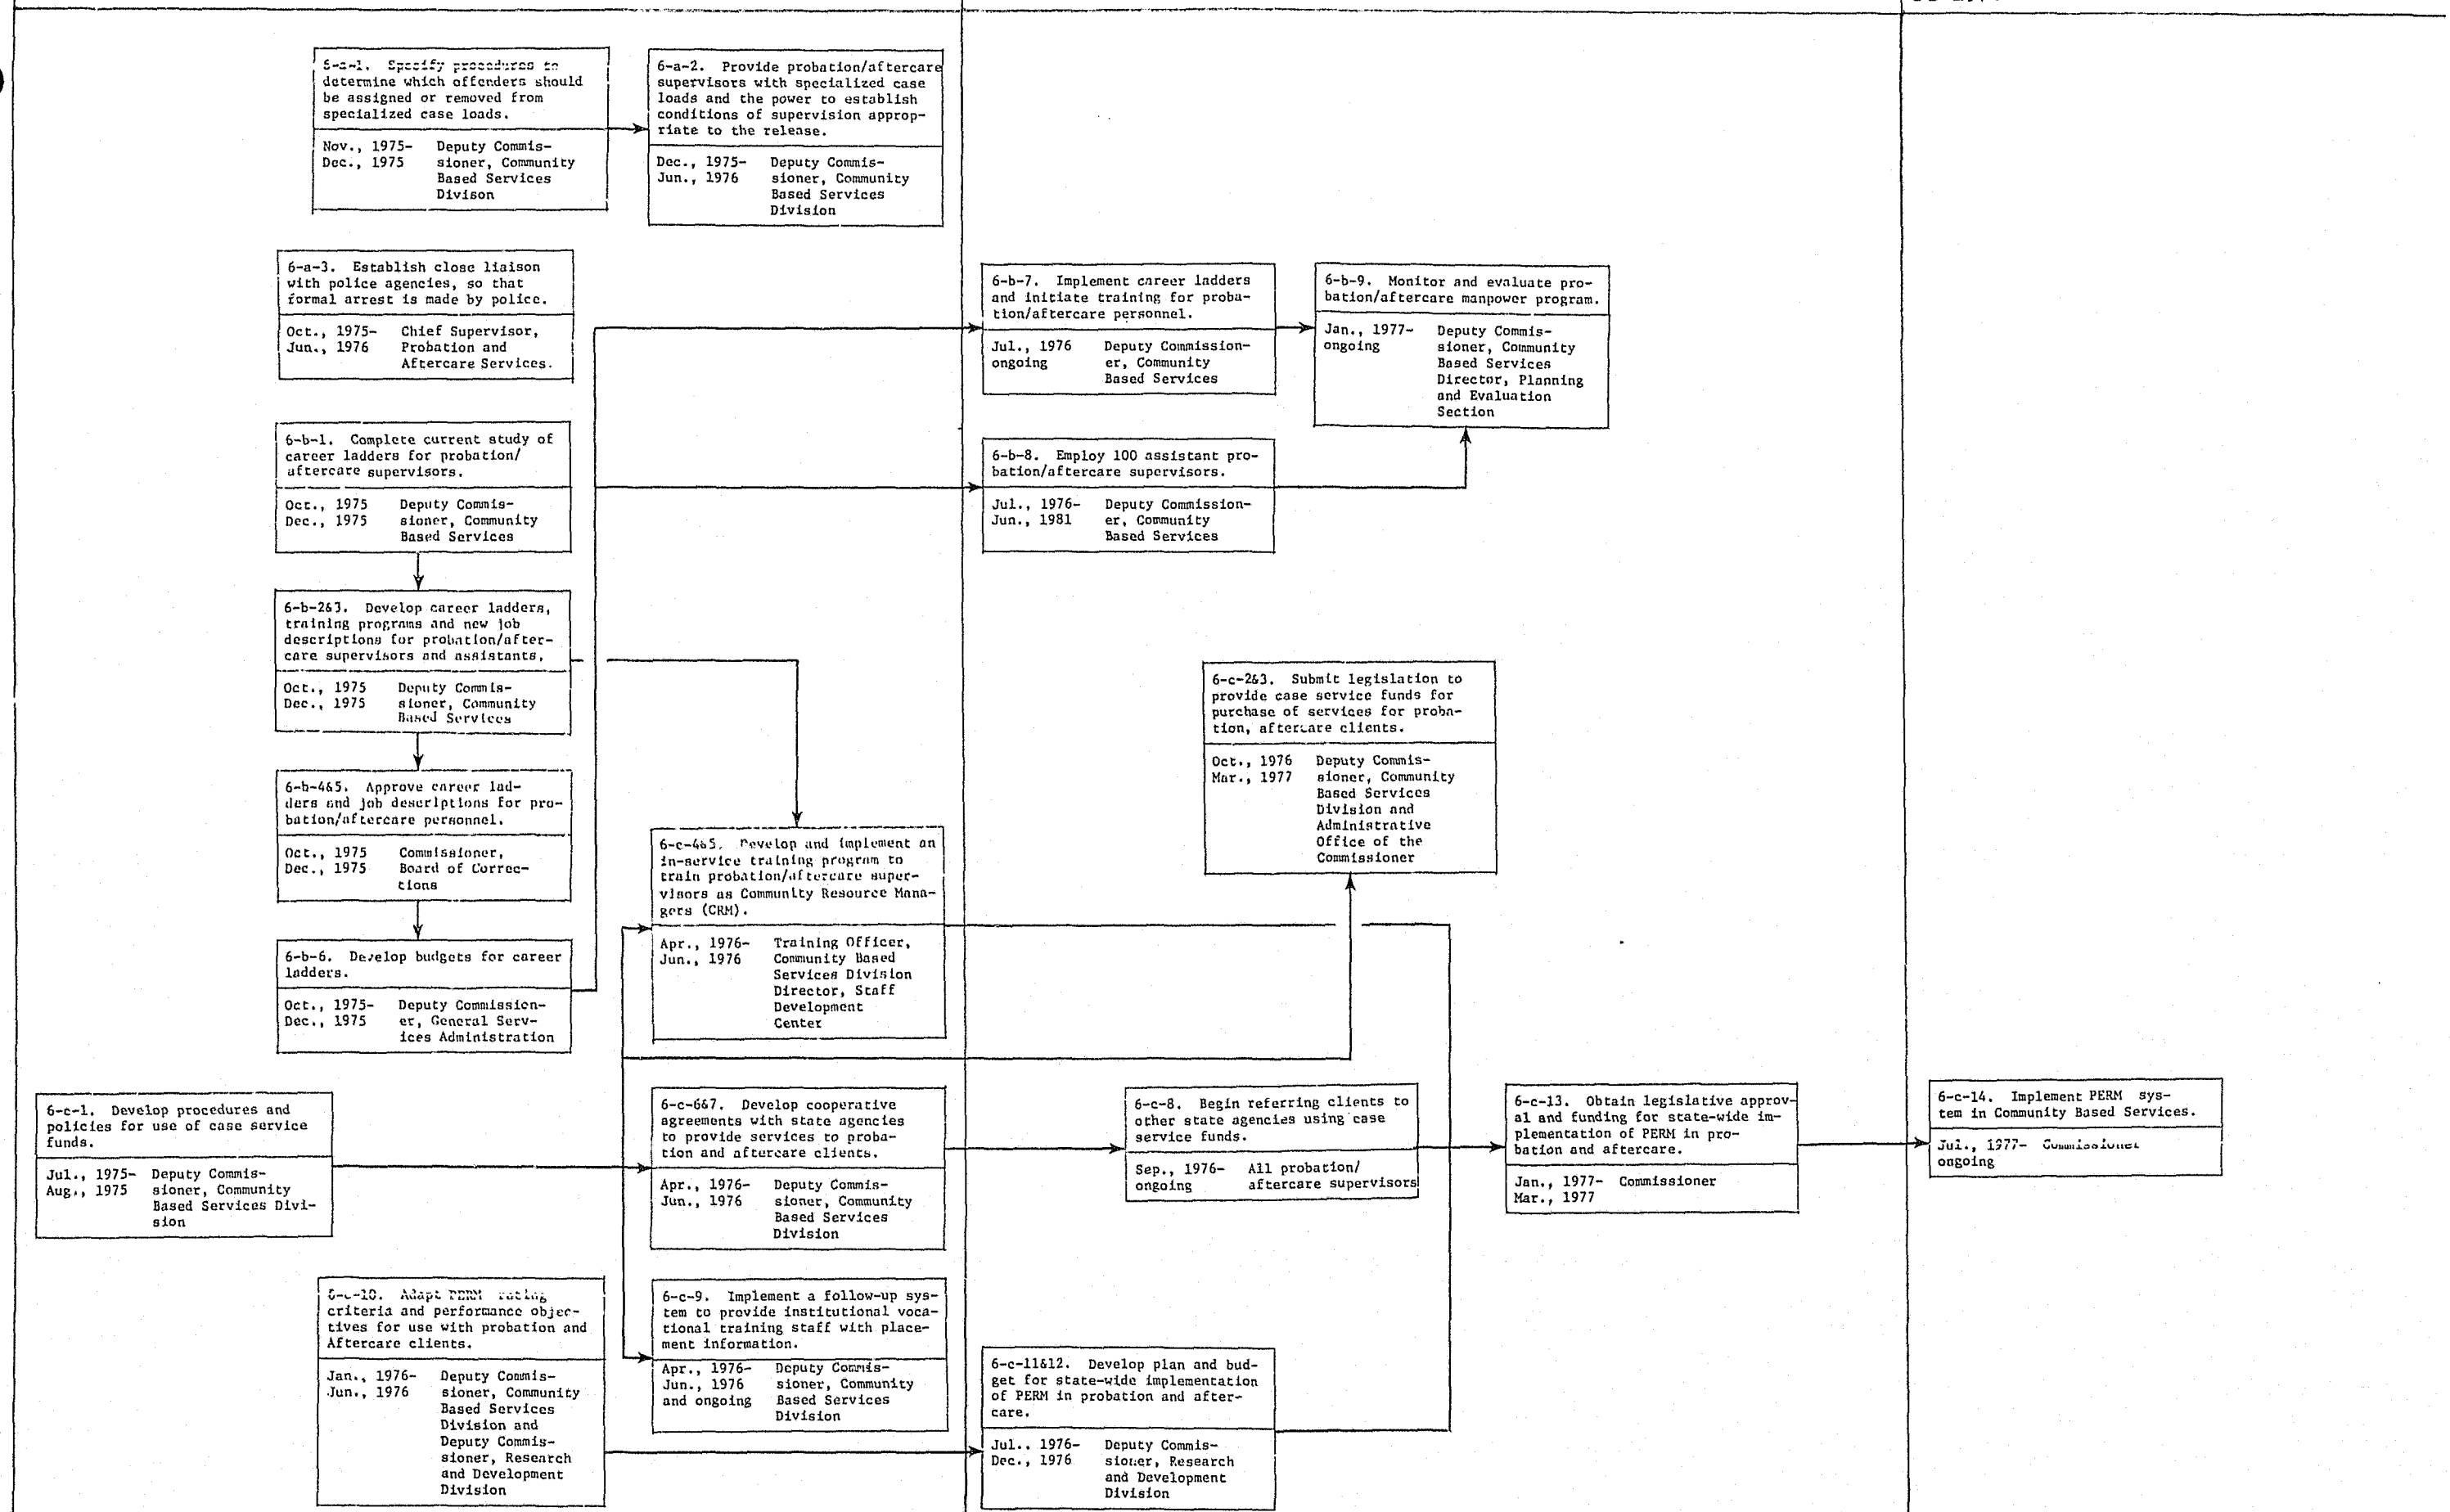 6-a-1. Specify procedures to
determine which offenders should
be assigned or removed from
specialized case loads.
Nov., 1975- Deputy Commis-
Dec., 1975 sioner, Community
Based Services
Divison
6-a-2. Provide probation/aftercare
supervisors with specialized case
loads and the power to establish
conditions of supervision approp-
riate to the release.
Dec., 1975- Deputy Commis-
Jun., 1976 sioner, Community
Based Services
Division
6-a-3. Establish close liaison
with police agencies, so that
formal arrest is made by police.
Oct., 1975- Chief Supervisor,
Jun., 1976 Probation and
Aftercare Services.
6-b-7. Implement career ladders
and initiate training for proba-
tion/aftercare personnel.
Jul., 1976 Deputy Commission-
ongoing er, Community
Based Services
6-b-9. Monitor and evaluate pro-
bation/aftercare manpower program.
Jan., 1977- Deputy Commis-
ongoing sioner, Community
Based Services
Director, Planning
and Evaluation
Section
6-b-1. Complete current study of
career ladders for probation/
aftercare supervisors.
Oct., 1975 Deputy Commis-
Dec., 1975 sioner, Community
Based Services
6-b-8. Employ 100 assistant pro-
bation/aftercare supervisors.
Jul., 1976- Deputy Commission-
Jun., 1981 er, Community
Based Services
6-b-2&3. Develop career ladders,
training programs and new job
descriptions for probation/after-
care supervisors and assistants.
Oct., 1975 Deputy Commis-
Dec., 1975 sioner, Community
Based Services
6-c-2&3. Submit legislation to
provide case service funds for
purchase of services for proba-
tion, aftercare clients.
Oct., 1976 Deputy Commis-
Mar., 1977 sioner, Community
Based Services
Division and
Administrative
Office of the
Commissioner
6-b-4&5. Approve career lad-
ders and job descriptions for pro-
bation/aftercare personnel.
Oct., 1975 Commissioner,
Dec., 1975 Board of Correc-
tions
6-c-4&5. Develop and implement an
in-service training program to
train probation/aftercare super-
visors as Community Resource Mana-
gers (CRM).
Apr., 1976- Training Officer,
Jun., 1976 Community Based
Services Division
Director, Staff
Development
Center
6-b-6. Develop budgets for career
ladders.
Oct., 1975- Deputy Commission-
Dec., 1975 er, General Serv-
ices Administration
6-c-1. Develop procedures and
policies for use of case service
funds.
Jul., 1975- Deputy Commis-
Aug., 1975 sioner, Community
Based Services Divi-
sion
6-c-6&7. Develop cooperative
agreements with state agencies
to provide services to proba-
tion and aftercare clients.
Apr., 1976- Deputy Commis-
Jun., 1976 sioner, Community
Based Services
Division
6-c-8. Begin referring clients to
other state agencies using case
service funds.
Sep., 1976- All probation/
ongoing aftercare supervisors
6-c-13. Obtain legislative approv-
al and funding for state-wide im-
plementation of PERM in pro-
bation and aftercare.
Jan., 1977- Commissioner
Mar., 1977
6-c-14. Implement PERM sys-
tem in Community Based Services.
Jul., 1977- Commissioner
ongoing
6-c-10. Adapt PERM rating
criteria and performance objec-
tives for use with probation and
Aftercare clients.
Jan., 1976- Deputy Commis-
Jun., 1976 sioner, Community
Based Services
Division and
Deputy Commis-
sioner, Research
and Development
Division
6-c-9. Implement a follow-up sys-
tem to provide institutional voca-
tional training staff with place-
ment information.
Apr., 1976- Deputy Commis-
Jun., 1976 sioner, Community
and ongoing Based Services
Division
6-c-11&12. Develop plan and bud-
get for state-wide implementation
of PERM in probation and after-
care.
Jul., 1976- Deputy Commis-
Dec., 1976 sioner, Research
and Development
Division